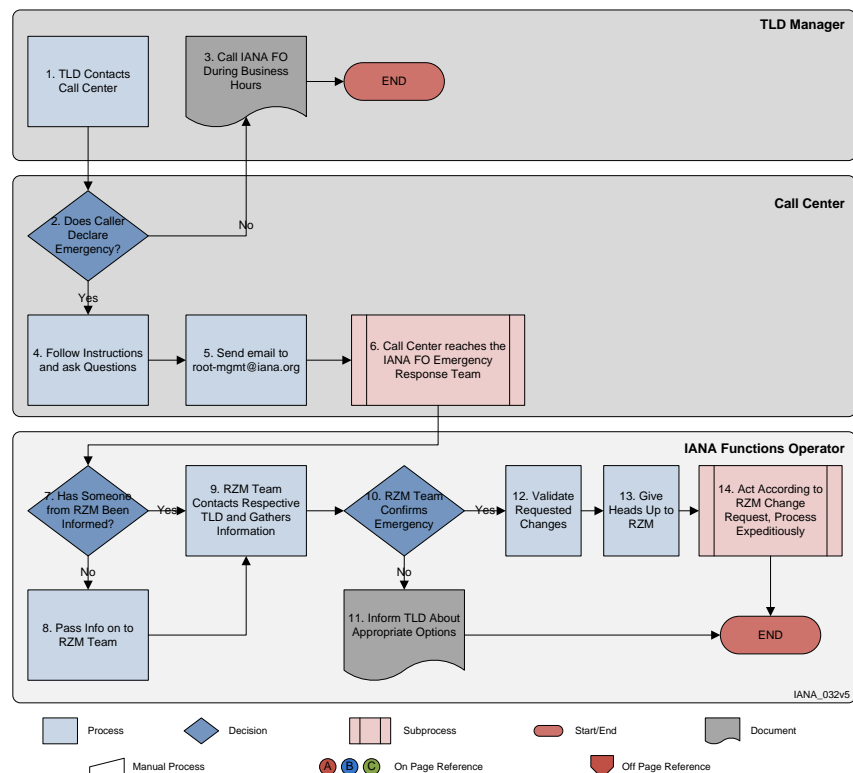 TLD Manager
1. TLD Contacts
Call Center
3. Call IANA FO
During Business
Hours
END
Call Center
2. Does Caller
Declare
Emergency?
No
Yes
4. Follow Instructions
and ask Questions
5. Send email to
root-mgmt@iana.org
6. Call Center reaches the
IANA FO Emergency
Response Team
IANA Functions Operator
7. Has Someone
from RZM Been
Informed?
Yes
No
8. Pass Info on to
RZM Team
9. RZM Team
Contacts Respective
TLD and Gathers
Information
10. RZM Team
Confirms
Emergency
Yes
No
11. Inform TLD About
Appropriate Options
12. Validate
Requested
Changes
13. Give
Heads Up to
RZM
14. Act According to
RZM Change
Request, Process
Expeditiously
END
IANA_032v5
Process
Decision
Subprocess
Start/End
Document
Manual Process
A B C
On Page Reference
Off Page Reference